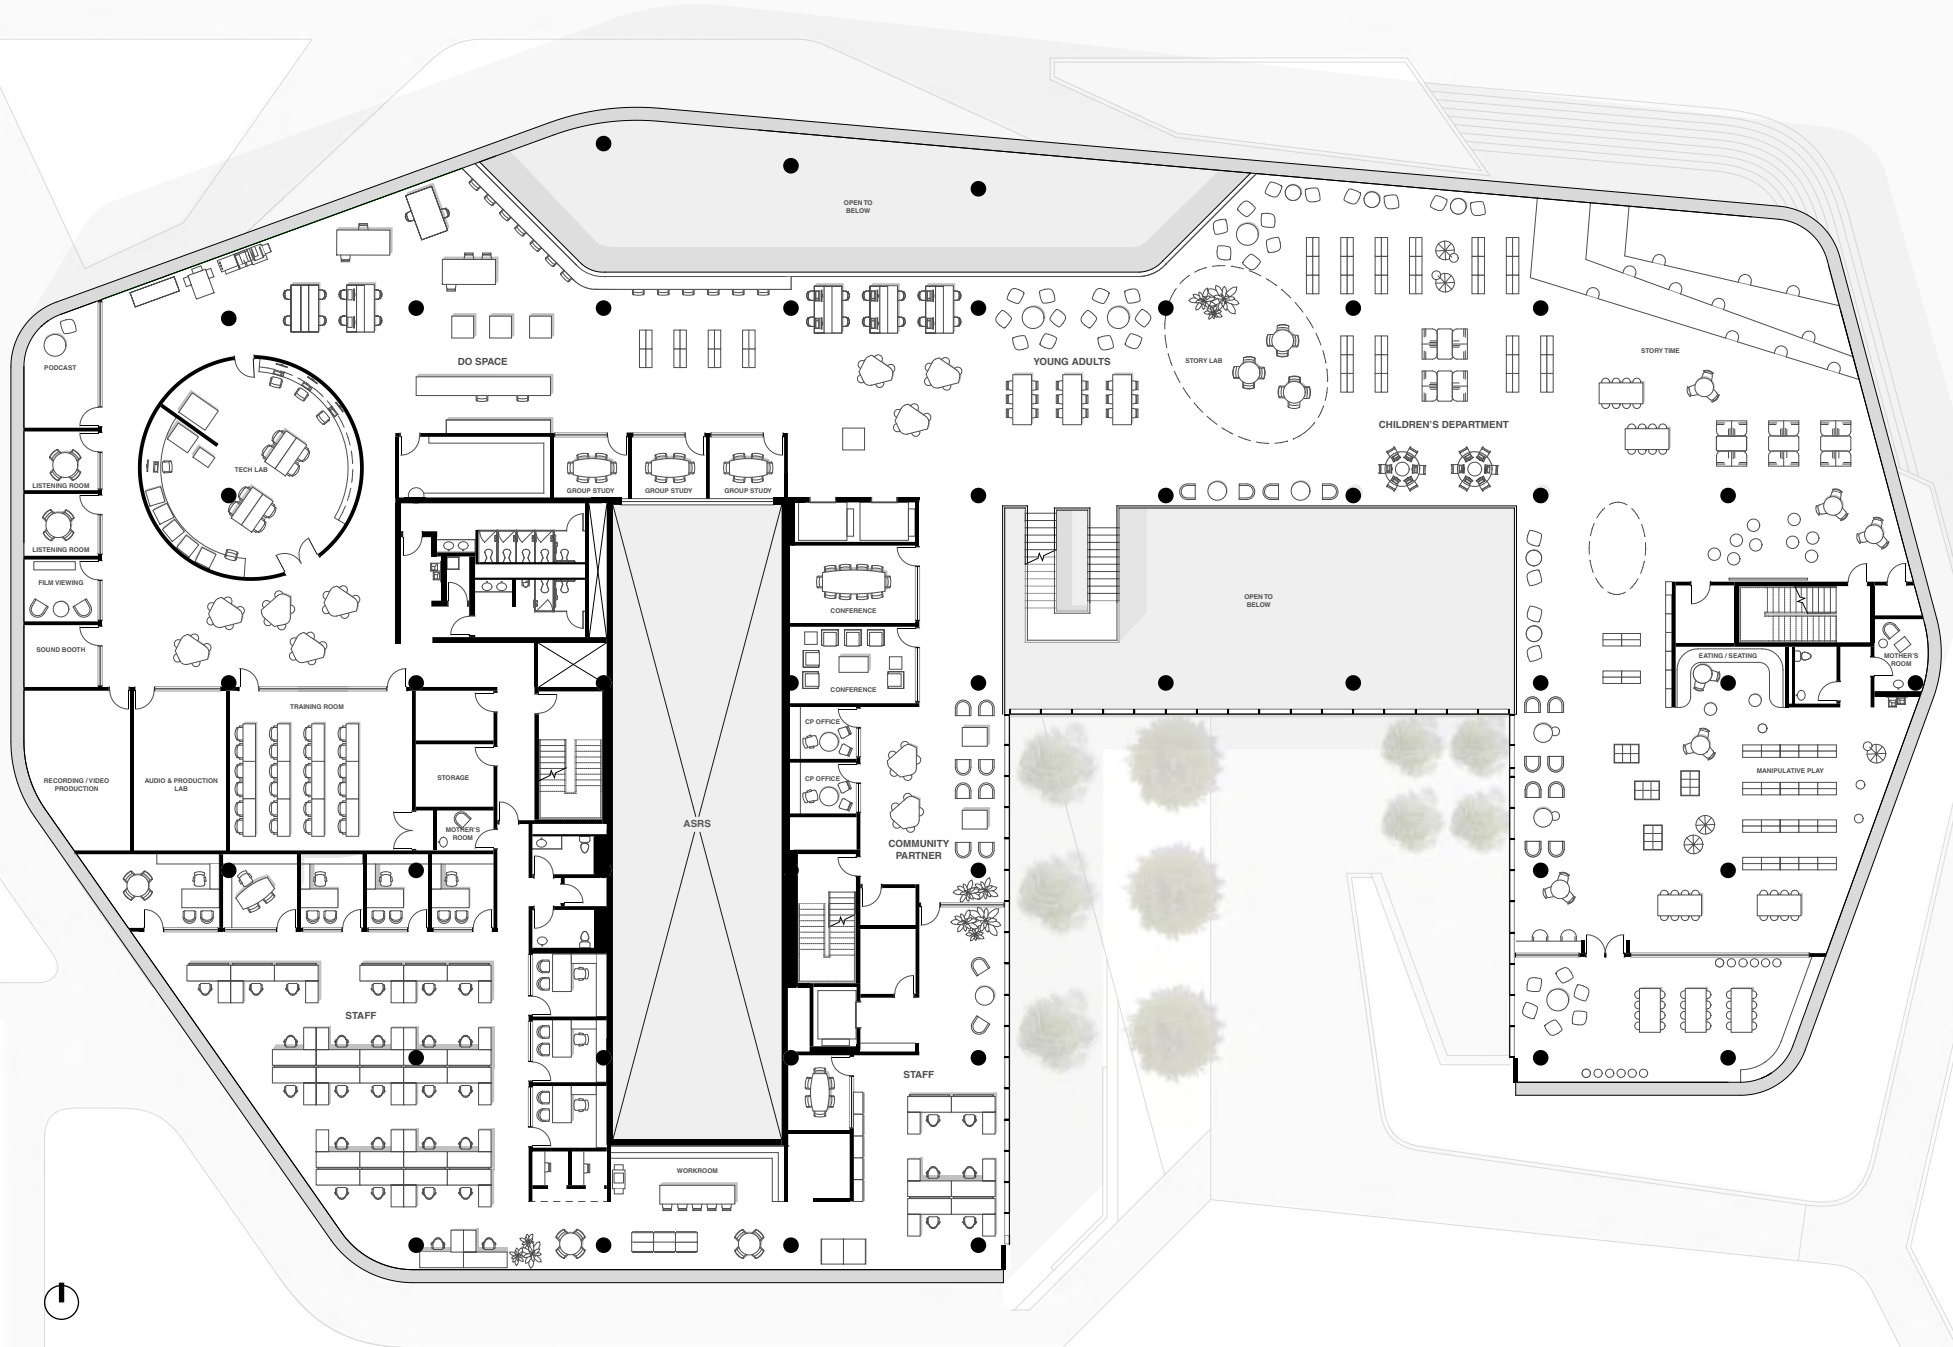 OPEN TO
BELOW
PODCAST
DO SPACE
YOUNG ADULTS
STORY LAB
STORY TIME
CHILDREN'S DEPARTMENT
TECH LAB
LISTENING ROOM
GROUP STUDY
GROUP STUDY
GROUP STUDY
LISTENING ROOM
FILM VIEWING
CONFERENCE
OPEN TO
BELOW
SOUND BOOTH
CONFERENCE
EATING / SEATING
MOTHER'S
ROOM
TRAINING ROOM
CP OFFICE
RECORDING / VIDEO
PRODUCTION
AUDIO & PRODUCTION
LAB
STORAGE
CP OFFICE
MANIPULATIVE PLAY
MOTHER'S
ROOM
ASRS
COMMUNITY
PARTNER
STAFF
STAFF
WORKROOM